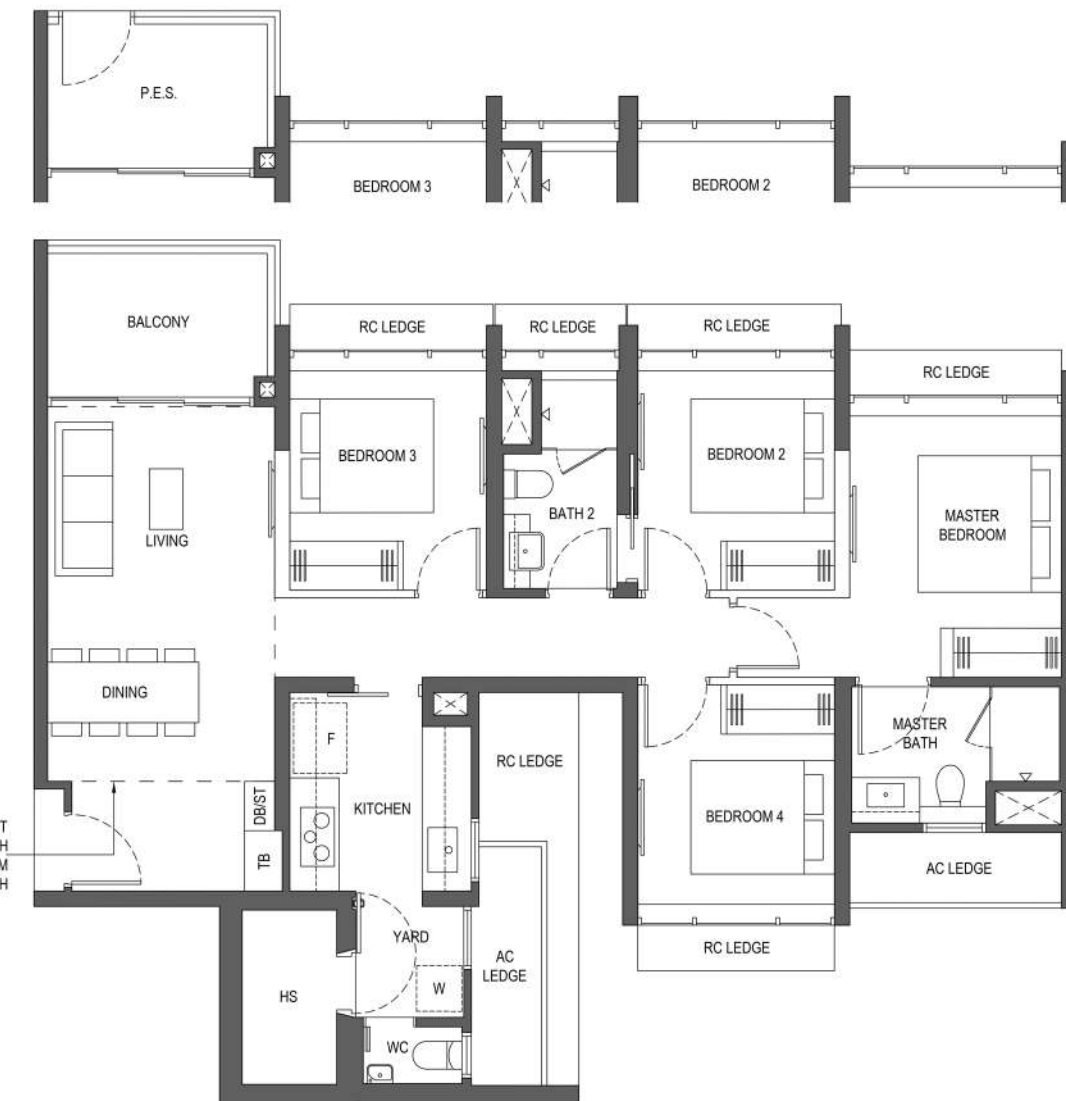 P.E.S.
BEDROOM 3
BEDROOM 2
BALCONY
RC LEDGE
RC LEDGE
RC LEDGE
RC LEDGE
BEDROOM 3
BEDROOM 2
BATH 2
LIVING
MASTER
BEDROOM
DINING
F
MASTER
BATH
RC LEDGE
KITCHEN
DB/ST
TB
BEDROOM 4
T
H
M
H
AC LEDGE
YARD
W
AC
LEDGE
RC LEDGE
HS
WC